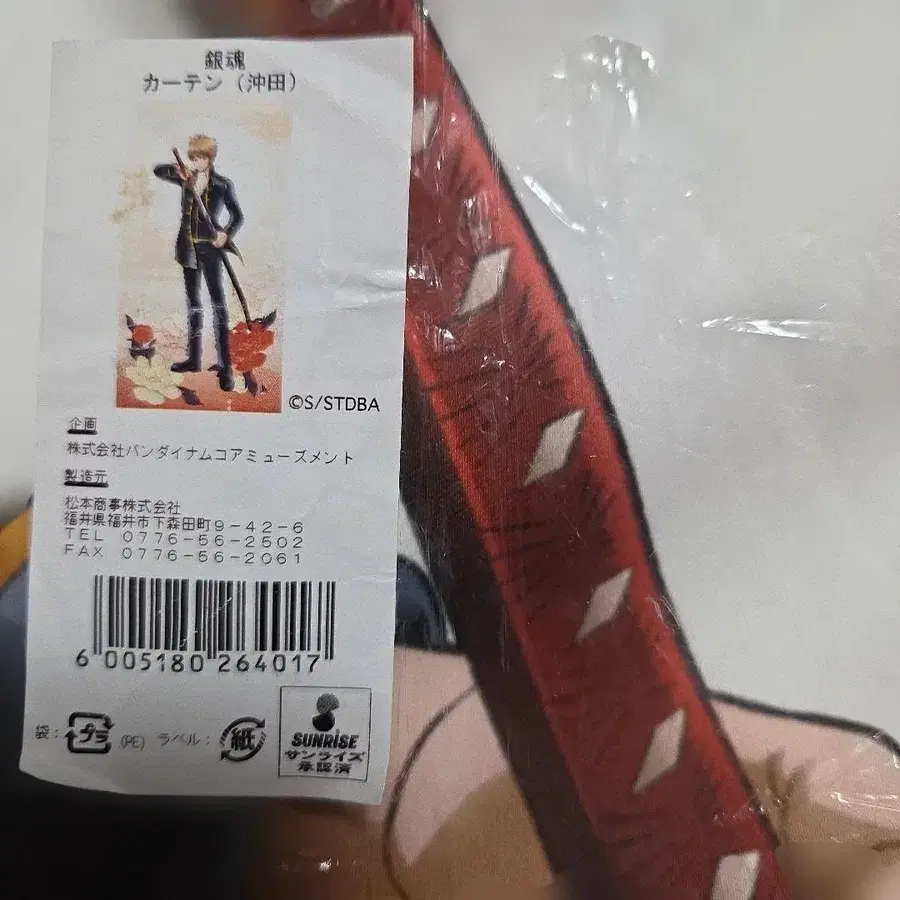 銀魂
カーテン（沖田）
©S/STDBA
企画
株式会社バンダイナムコアミューズメント
製造元
松本商事株式会社
福井県福井市下森田町9-42-6
TEL 0776-56-2502
FAX 0776-56-2061
6 005180 264017
袋： プラ (PE) ラベル： 紙
SUNRISE
サンライズ
承認済